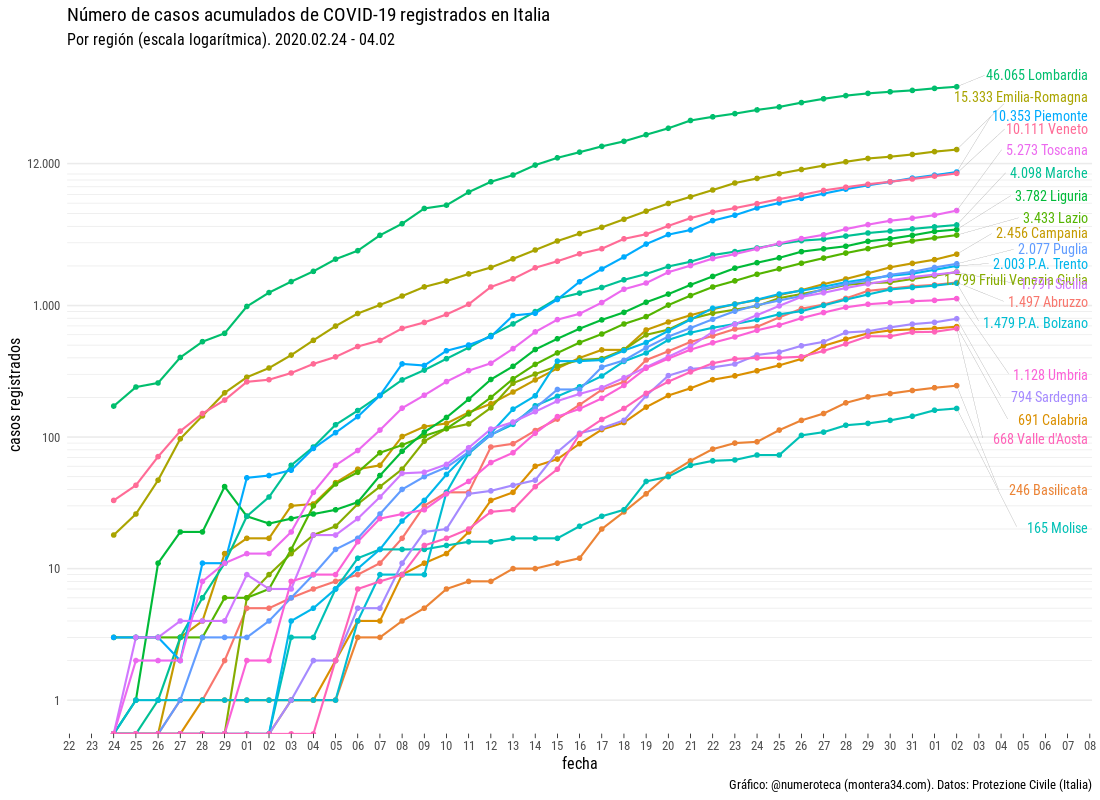 Número de casos acumulados de COVID-19 registrados en Italia
Por región (escala logarítmica). 2020.02.24 - 04.02
46.065 Lombardia
15.333 Emilia-Romagna
10.353 Piemonte
10.111 Veneto
5.273 Toscana
4.098 Marche
3.782 Liguria
3.433 Lazio
2.456 Campania
2.077 Puglia
2.003 P.A. Trento
1.799 Friuli Venezia Giulia
Sicilia
1.497 Abruzzo
1.479 P.A. Bolzano
1.128 Umbria
794 Sardegna
691 Calabria
668 Valle d'Aosta
246 Basilicata
165 Molise
12.000
1.000
100
10
1
casos registrados
22 23 24 25 26 27 28 29 01 02 03 04 05 06 07 08 09 10 11 12 13 14 15 16 17 18 19 20 21 22 23 24 25 26 27 28 29 30 31 01 02 03 04 05 06 07 08
fecha
Gráfico: @numeroteca (montera34.com). Datos: Protezione Civile (Italia)